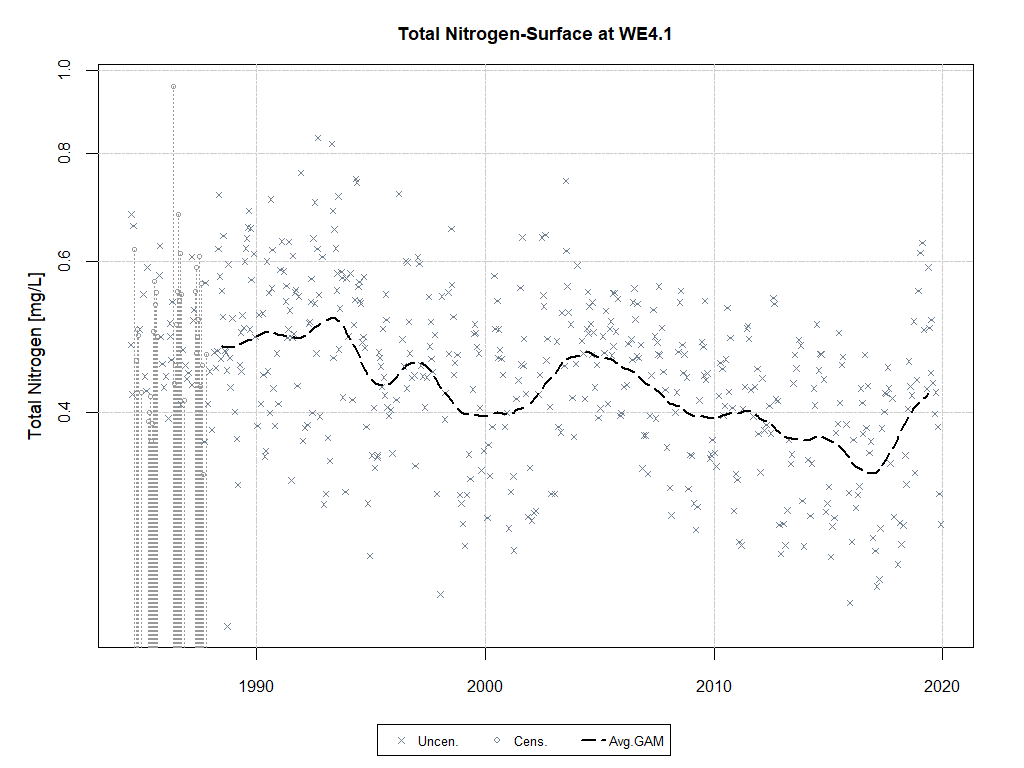 Total Nitrogen-Surface at WE4.1
Total Nitrogen [mg/L]
1.0
0.8
0.6
0.4
1990
2000
2010
2020
Uncen.
Cens.
Avg.GAM